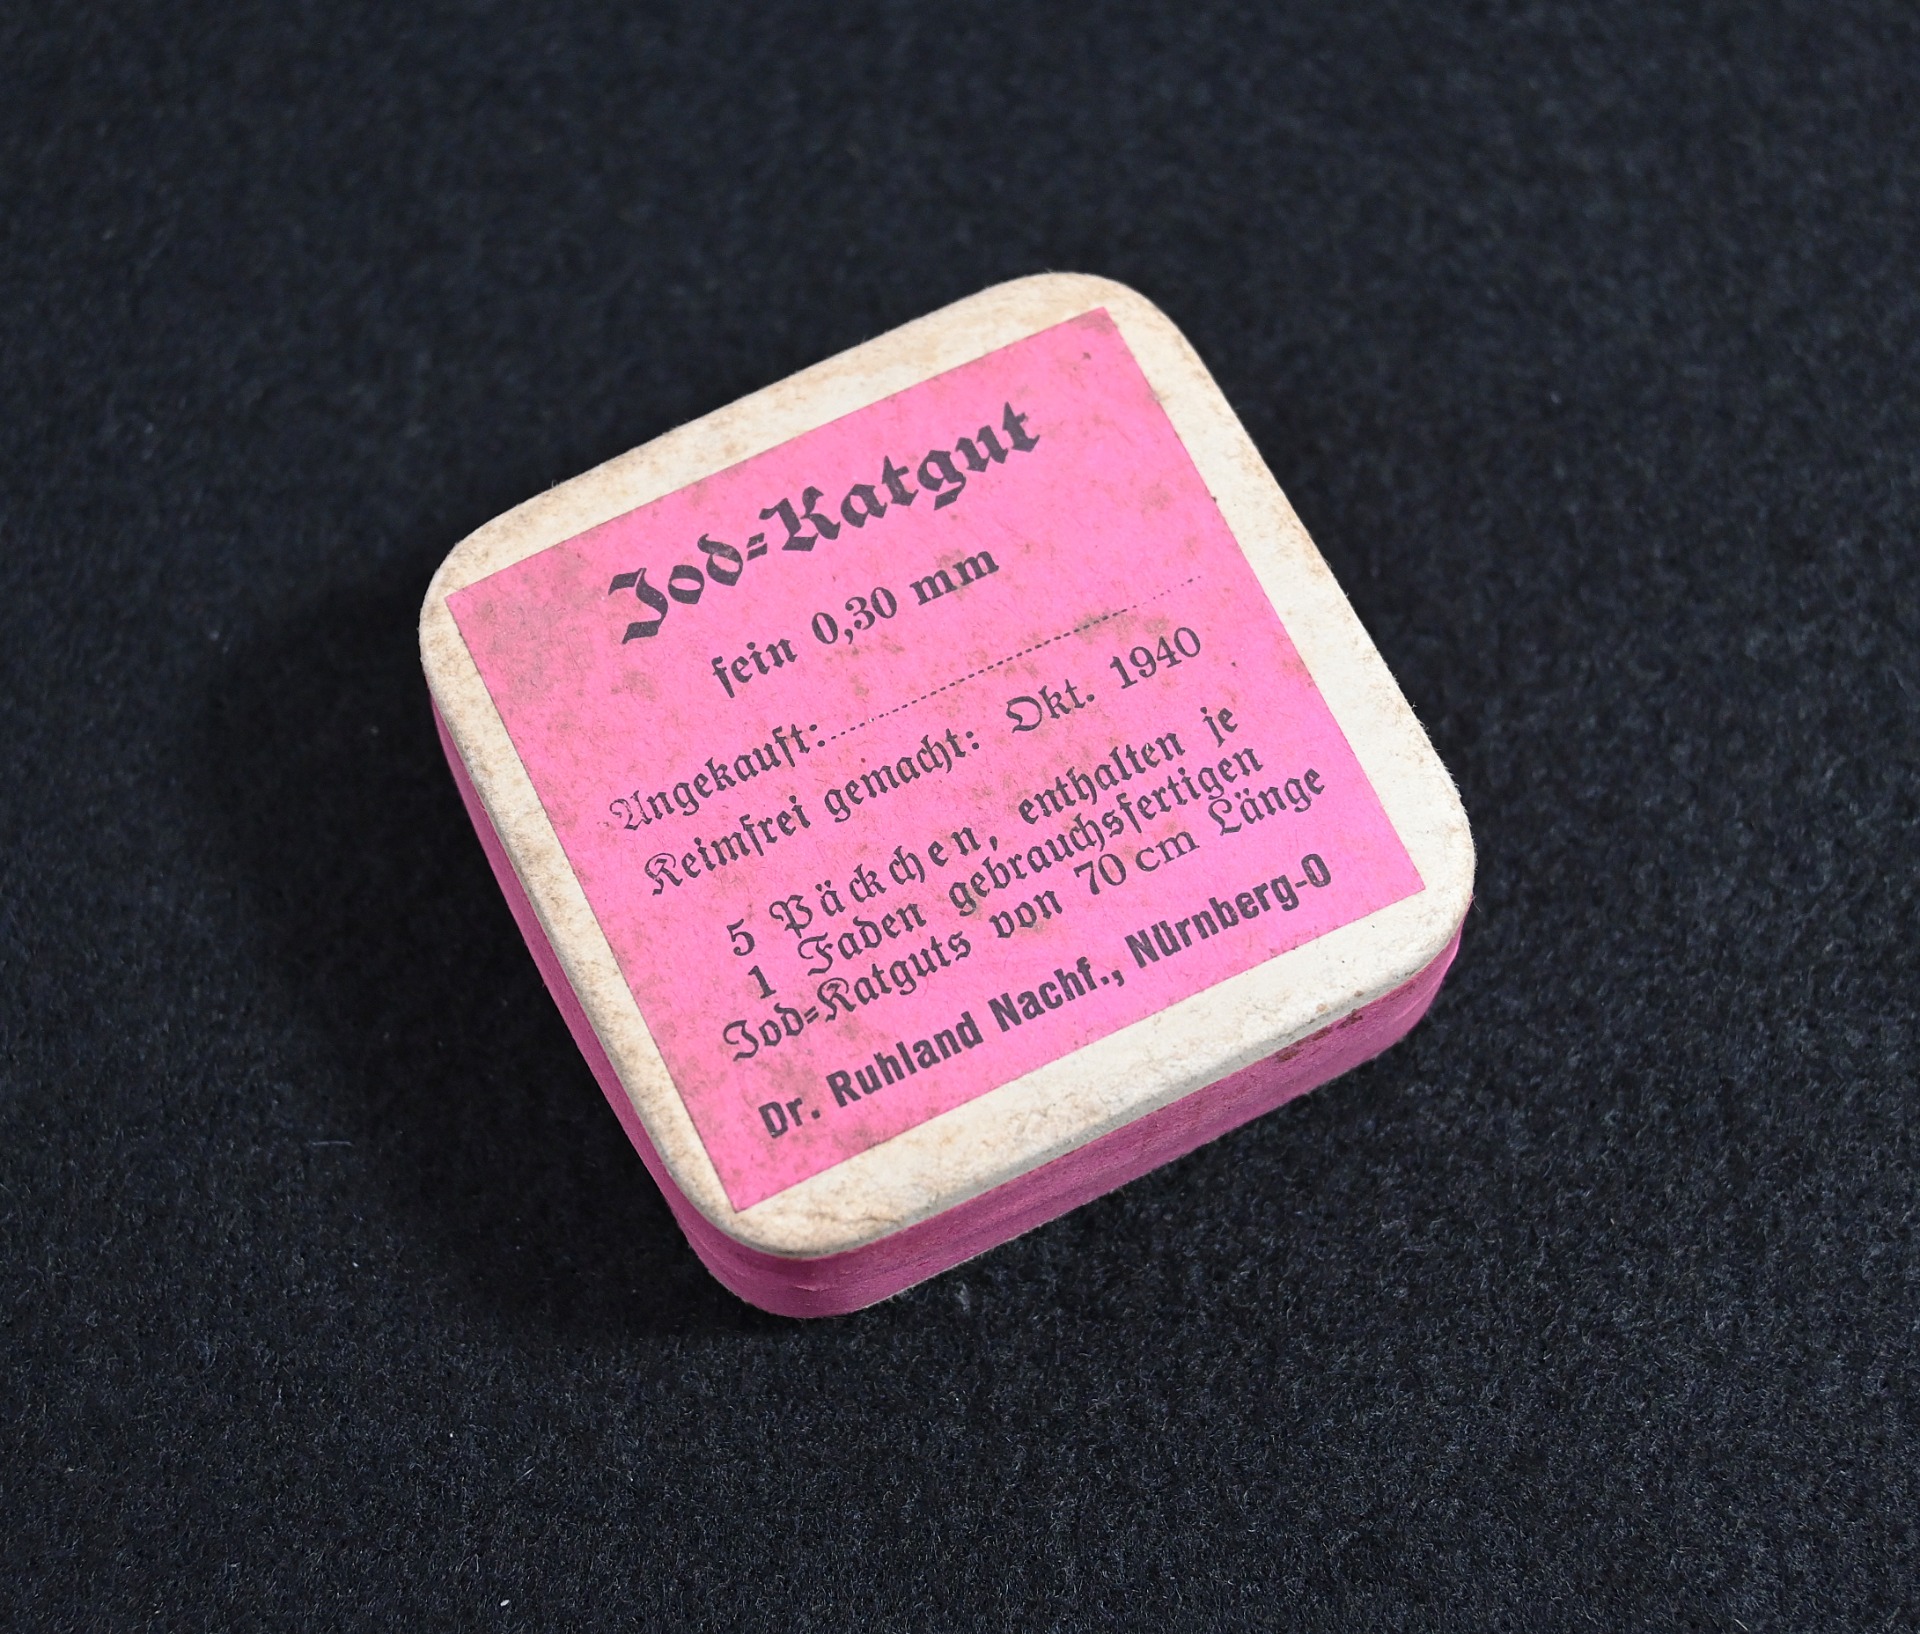 Jod=Katgut
fein 0,30 mm
Angekauft:
Keimfrei gemacht: Okt. 1940
5 Päckchen, enthalten je
1 Faden gebrauchsfertigen
Jod=Katguts von 70 cm Länge
Dr. Ruhland Nachf., Nürnberg-O